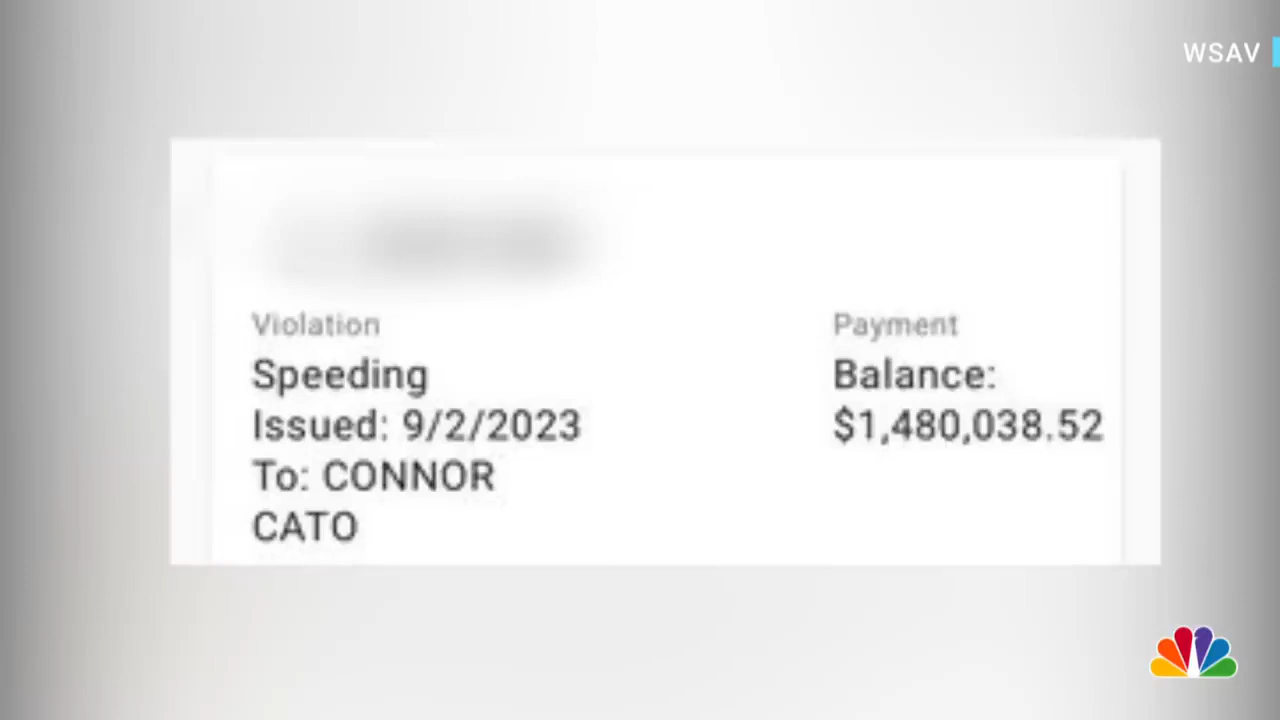 WSAV
Violation
Speeding
Issued: 9/2/2023
To: CONNOR
CATO
Payment
Balance:
$1,480,038.52